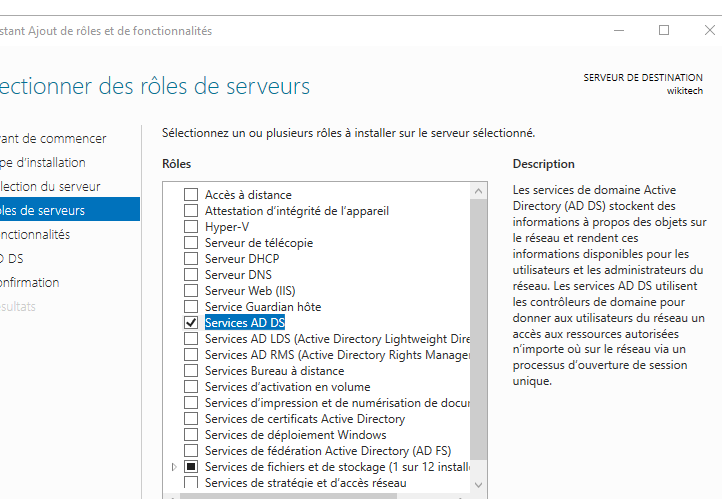 stant Ajout de rôles et de fonctionnalités
ectionner des rôles de serveurs
SERVEUR DE DESTINATION
wikitech
ant de commencer
pe d'installation
lection du serveur
les de serveurs
nctionnalités
D DS
onfirmation
sultats
Sélectionnez un ou plusieurs rôles à installer sur le serveur sélectionné.
Rôles
Accès à distance
Attestation d'intégrité de l'appareil
Hyper-V
Serveur de télécopie
Serveur DHCP
Serveur DNS
Serveur Web (IIS)
Service Guardian hôte
Services AD DS
Services AD LDS (Active Directory Lightweight Dire
Services AD RMS (Active Directory Rights Manager
Services Bureau à distance
Services d'activation en volume
Services d'impression et de numérisation de docu
Services de certificats Active Directory
Services de déploiement Windows
Services de fédération Active Directory (AD FS)
Services de fichiers et de stockage (1 sur 12 install
Services de stratégie et d'accès réseau
Description
Les services de domaine Active
Directory (AD DS) stockent des
informations à propos des objets sur
le réseau et rendent ces
informations disponibles pour les
utilisateurs et les administrateurs du
réseau. Les services AD DS utilisent
les contrôleurs de domaine pour
donner aux utilisateurs du réseau un
accès aux ressources autorisées
n'importe où sur le réseau via un
processus d'ouverture de session
unique.